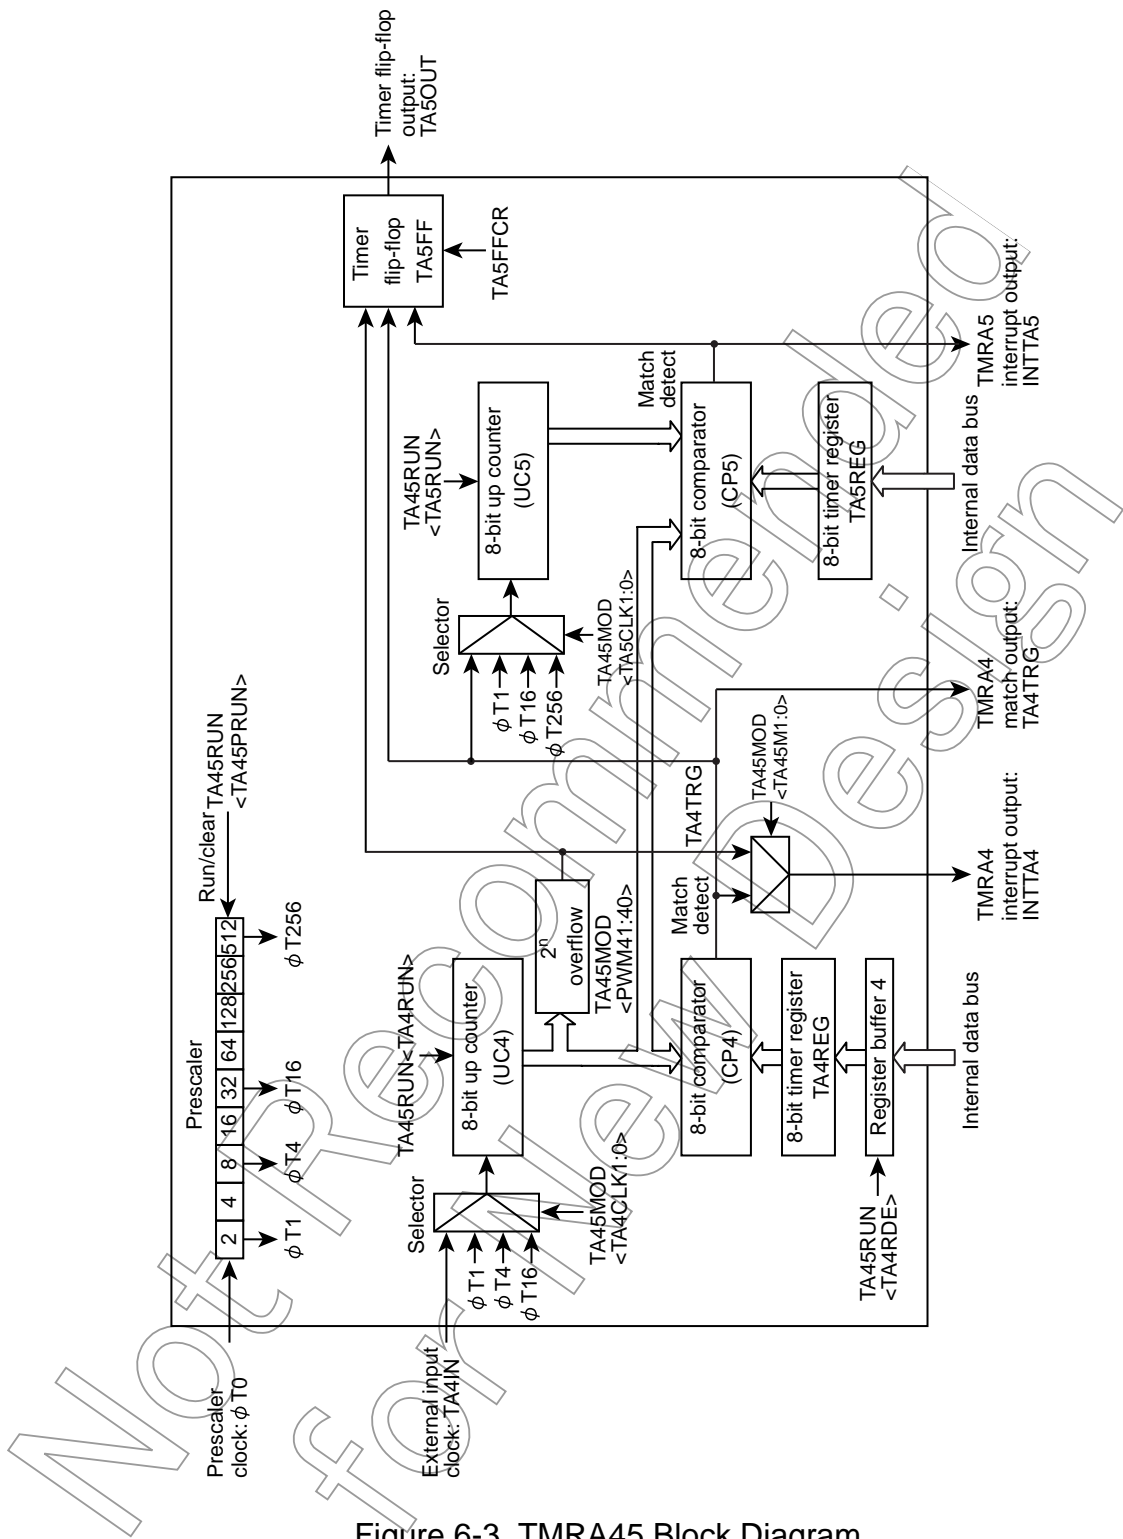 Prescaler
clock: ϕT0
Prescaler
2 4 8 16 32 64 128 256 512
Run/clear
TA45RUN
<TA45PRUN>
ϕT1
ϕT4
ϕT16
ϕT256
External input
clock: TA4IN
Selector
ϕT1
ϕT4
ϕT16
TA45MOD
<TA4CLK1:0>
TA45RUN<TA4RUN>
8-bit up counter
(UC4)
2n
overflow
TA45MOD
<PWM41:40>
Selector
ϕT1
ϕT16
ϕT256
TA45MOD
<TA5CLK1:0>
TA45RUN
<TA5RUN>
8-bit up counter
(UC5)
Timer
flip-flop
TA5FF
TA5FFCR
Timer flip-flop
output:
TA5OUT
8-bit comparator
(CP4)
Match
detect
TA4TRG
8-bit comparator
(CP5)
Match
detect
8-bit timer register
TA4REG
TA45MOD
<TA45M1:0>
8-bit timer register
TA5REG
TA45RUN
<TA4RDE>
Register buffer 4
Internal data bus
TMRA4
interrupt output:
INTTA4
TMRA4
match output:
TA4TRG
Internal data bus
TMRA5
interrupt output:
INTTA5
Not Recommended
for New Design
Figure 6-3 TMRA45 Block Diagram